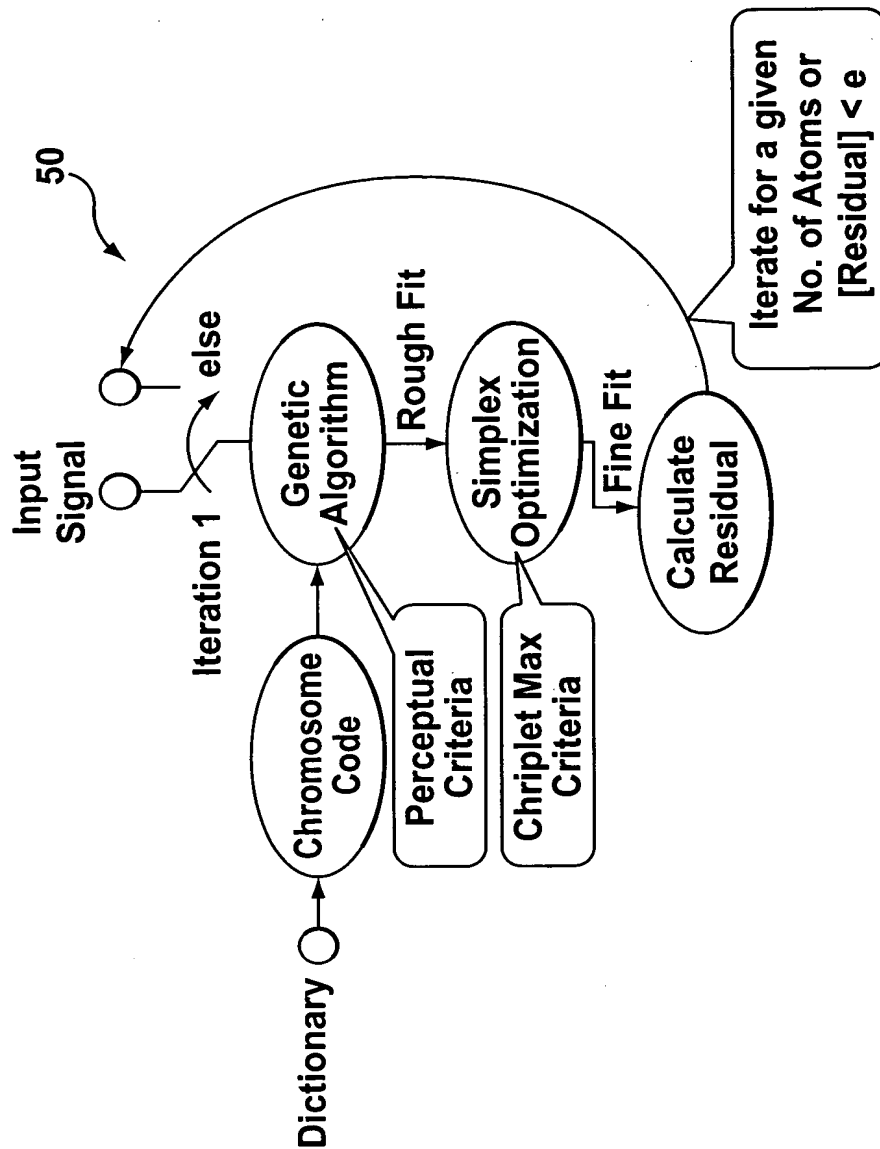 50
Input
Signal
Iteration 1
else
Dictionary
Chromosome
Code
Genetic
Algorithm
Perceptual
Criteria
Rough Fit
Simplex
Optimization
Chriplet Max
Criteria
Fine Fit
Calculate
Residual
Iterate for a given
No. of Atoms or
[Residual] < e